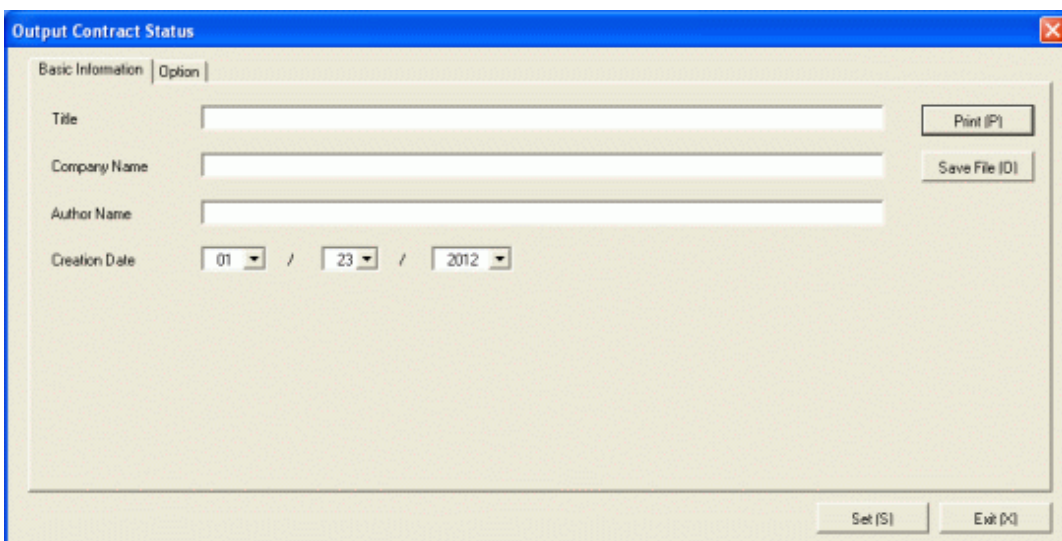 Output Contract Status
Basic Information Option
Title
Print (P)
Company Name
Save File (O)
Author Name
Creation Date 01 / 23 / 2012
Set (S) Exit (X)